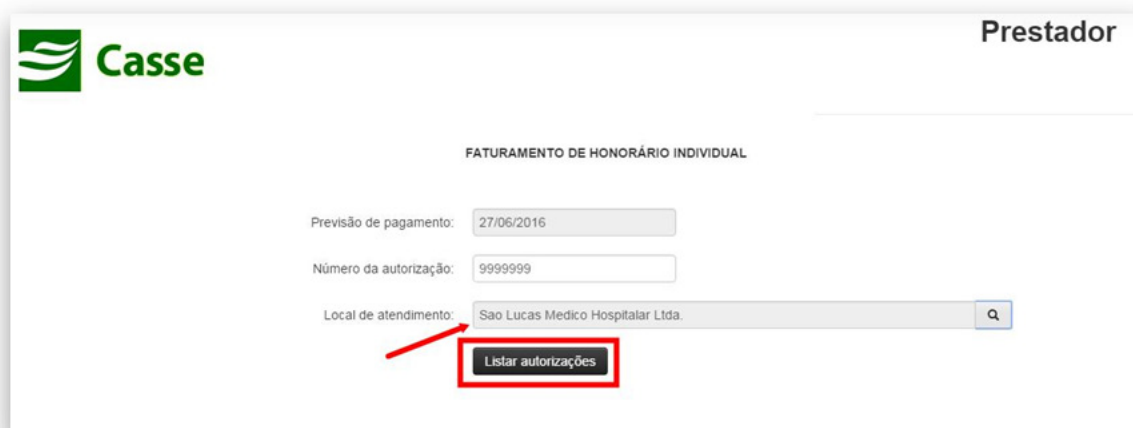 Casse
Prestador
FATURAMENTO DE HONORÁRIO INDIVIDUAL
Previsão de pagamento: 27/06/2016
Número da autorização: 9999999
Local de atendimento: Sao Lucas Medico Hospitalar Ltda.
Listar autorizações